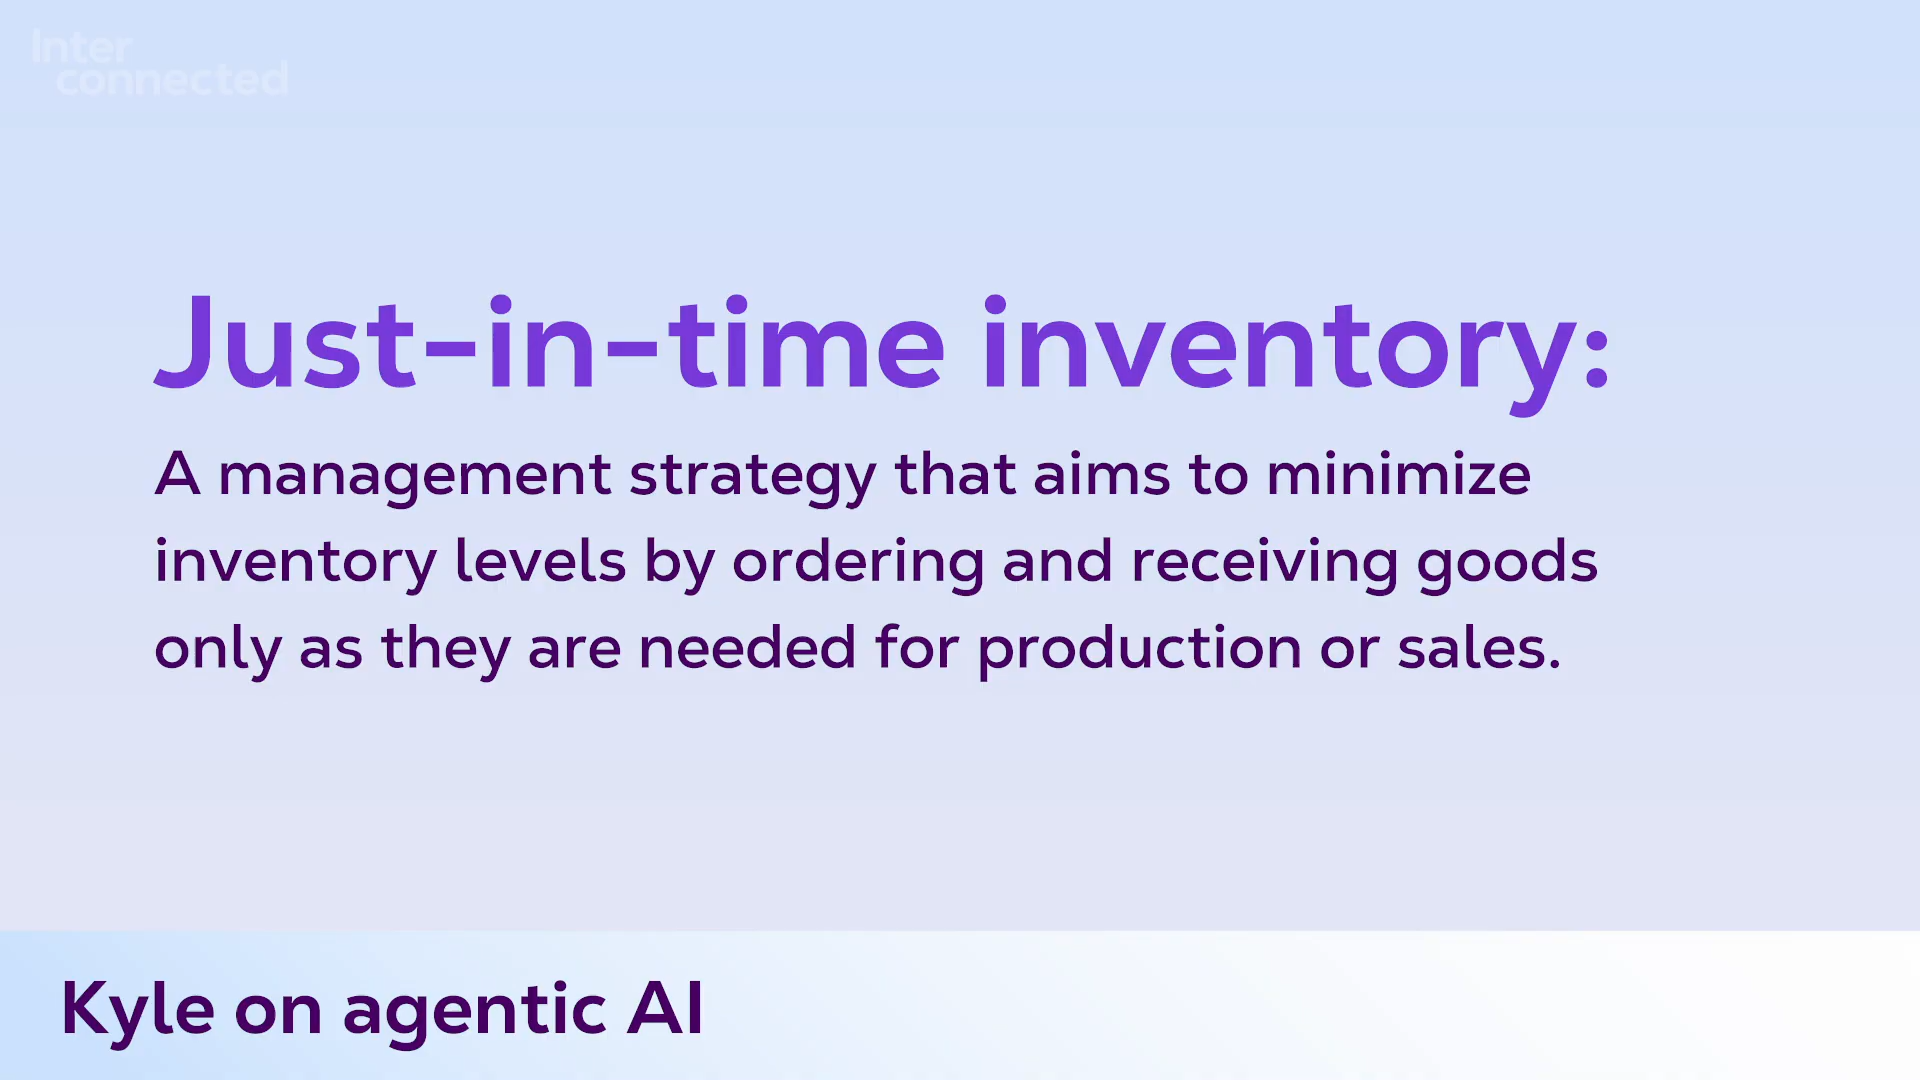 Inter
connected
Just-in-time inventory:
A management strategy that aims to minimize
inventory levels by ordering and receiving goods
only as they are needed for production or sales.
Kyle on agentic AI